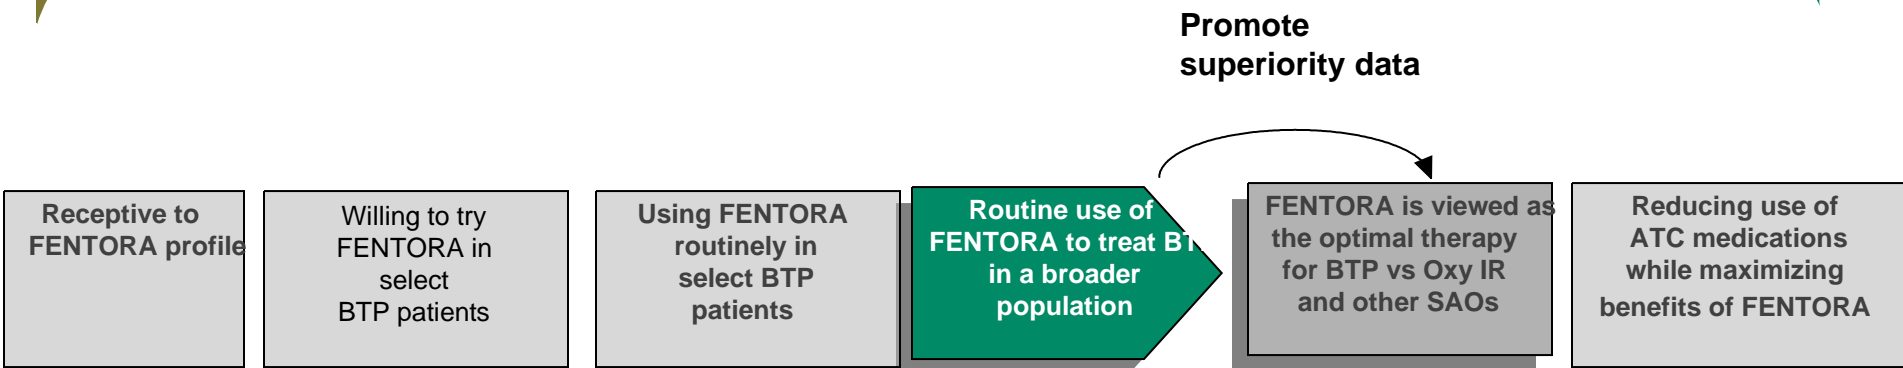 Promote
superiority data
Receptive to
FENTORA profile
Willing to try
FENTORA in
select
BTP patients
Using FENTORA
routinely in
select BTP
patients
Routine use of
FENTORA to treat
in a broader
population
FENTORA is viewed as
the optimal therapy
for BTP vs Oxy IR
and other SAOs
Reducing use of
ATC medications
while maximizing
benefits of FENTORA